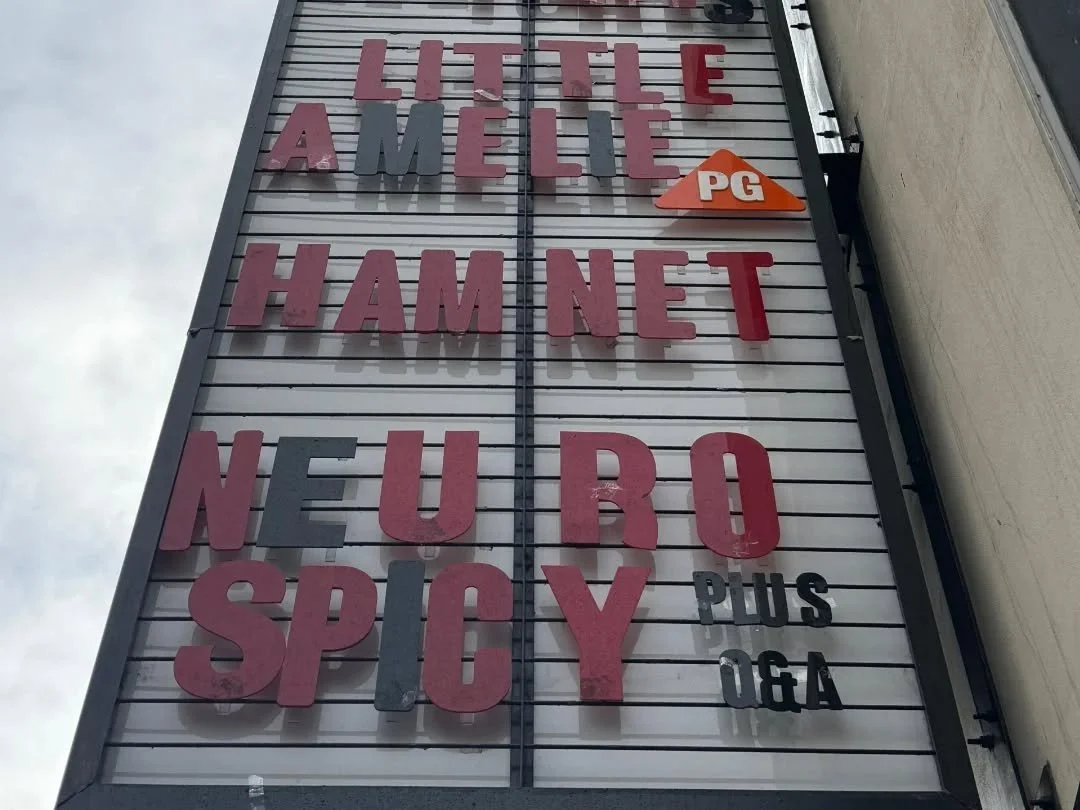 LITTLE
AMELIE PG
HAMNET
NEURO
SPICY PLUS
Q&A